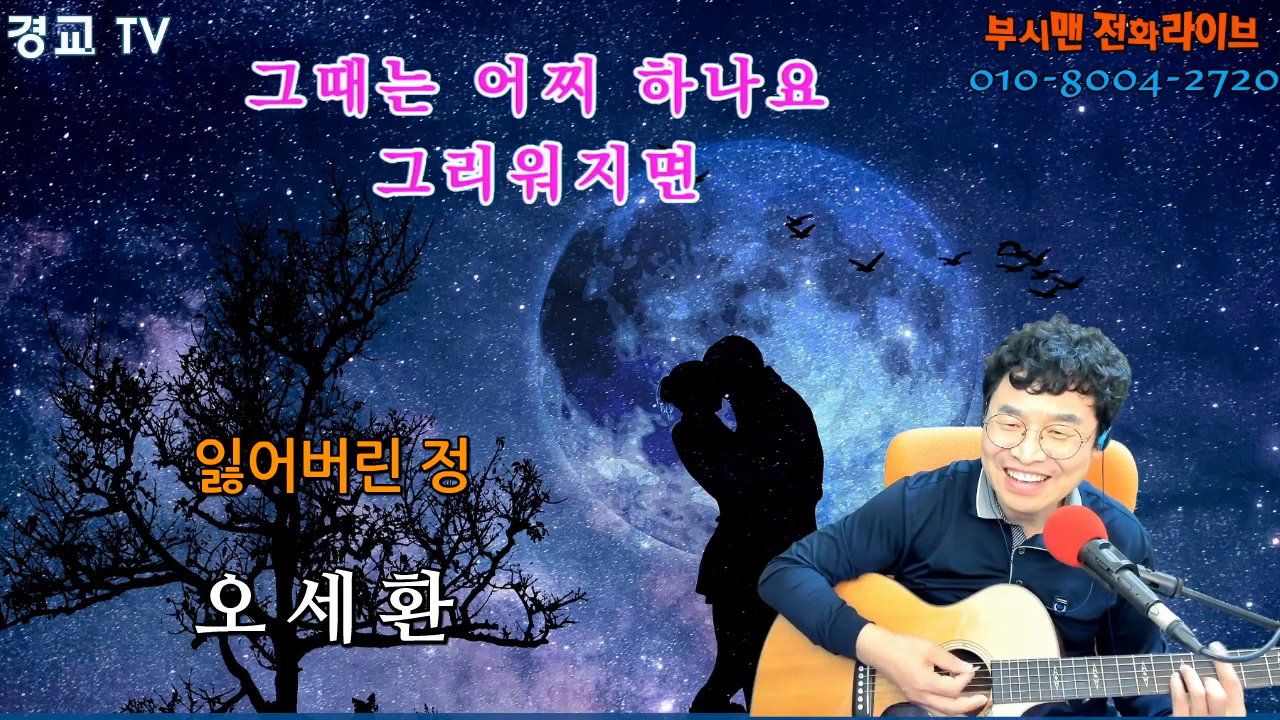 경교 TV
부시맨 전화라이브
010-8004-2720
그때는 어찌 하나요
그리워지면
잃어버린 정
오세환